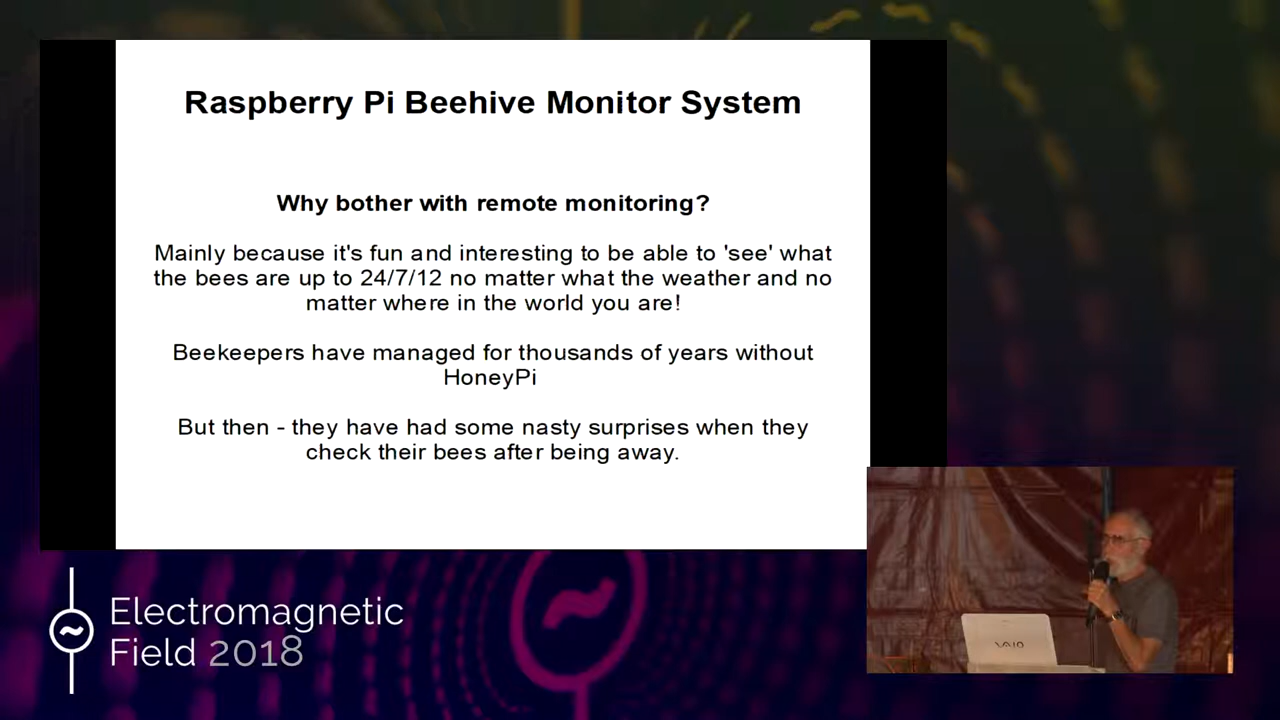 Raspberry Pi Beehive Monitor System
Why bother with remote monitoring?
Mainly because it's fun and interesting to be able to 'see' what
the bees are up to 24/7/12 no matter what the weather and no
matter where in the world you are!
Beekeepers have managed for thousands of years without
HoneyPi
But then - they have had some nasty surprises when they
check their bees after being away.
VAIO
Electromagnetic
Field 2018